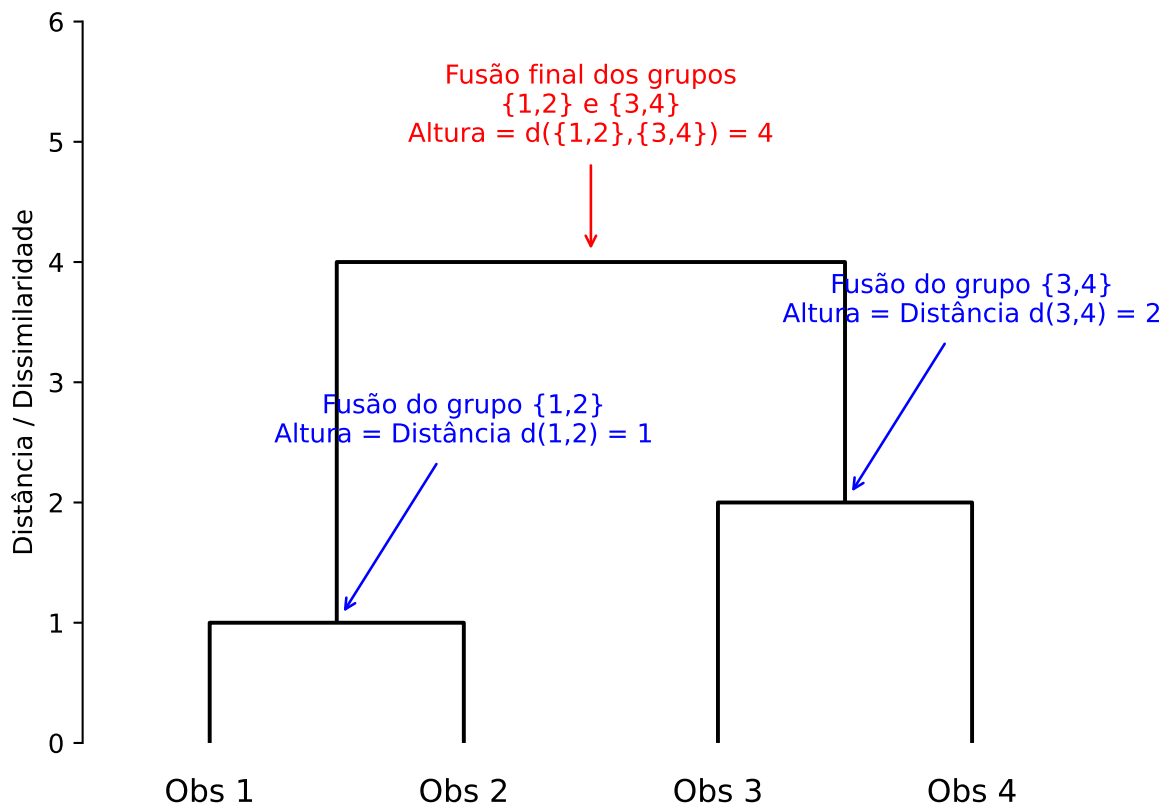 6
Fusão final dos grupos
{1,2} e {3,4}
Altura = d({1,2},{3,4}) = 4
5
4
Fusão do grupo {3,4}
Altura = Distância d(3,4) = 2
3
Fusão do grupo {1,2}
Altura = Distância d(1,2) = 1
2
1
0
Distância / Dissimilaridade
Obs 1
Obs 2
Obs 3
Obs 4